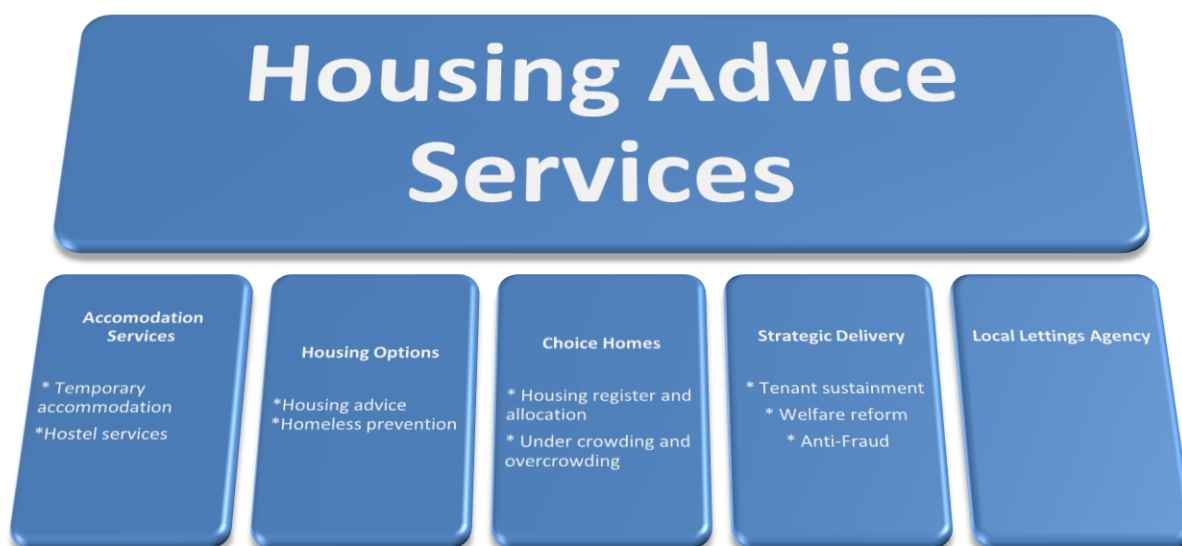 Housing Advice
Services
Accomodation
Services
* Temporary
accommodation
*Hostel services
Housing Options
*Housing advice
*Homeless prevention
Choice Homes
* Housing register and
allocation
* Under crowding and
overcrowding
Strategic Delivery
* Tenant sustainment
* Welfare reform
* Anti-Fraud
Local Lettings Agency